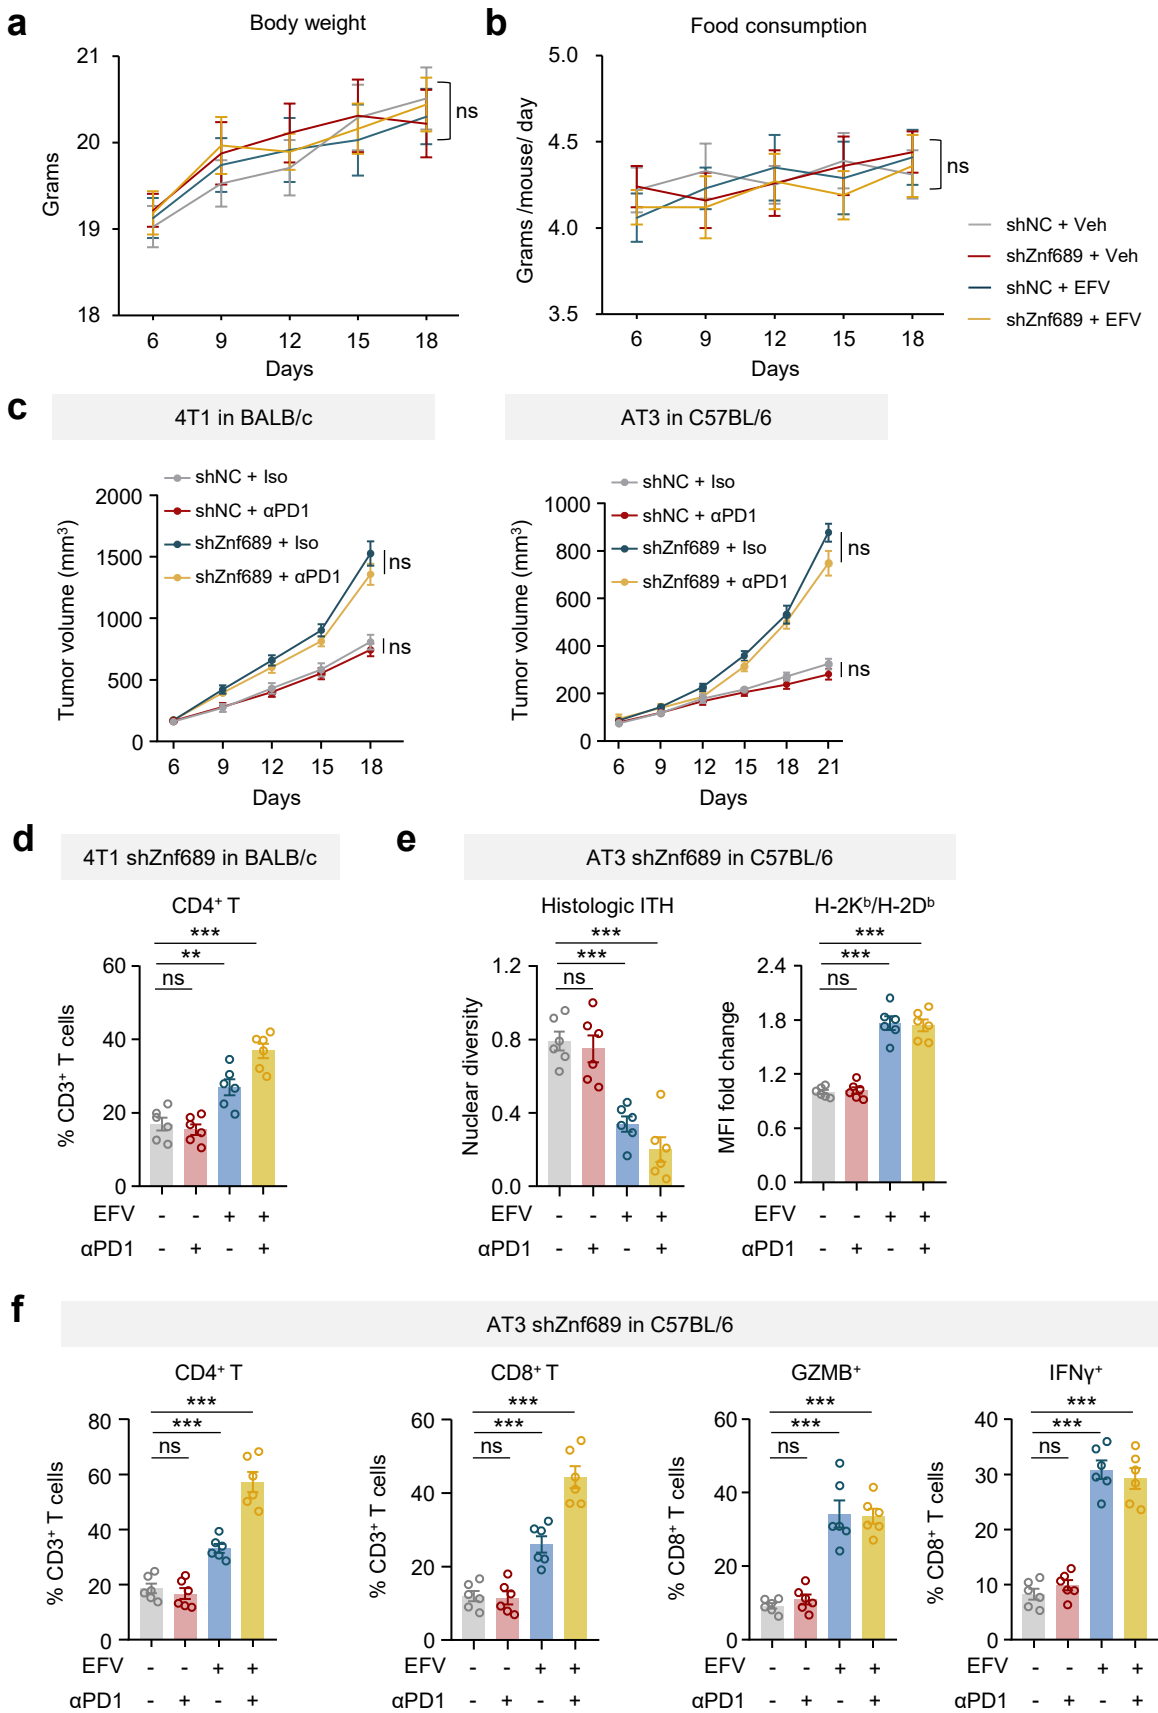 a
Body weight
21
20
19
18
Grams
ns
6 9 12 15 18
Days
b
Food consumption
5.0
4.5
4.0
3.5
Grams /mouse/ day
ns
6 9 12 15 18
Days
shNC + Veh
shZnf689 + Veh
shNC + EFV
shZnf689 + EFV
c
4T1 in BALB/c
shNC + Iso
shNC + αPD1
shZnf689 + Iso
shZnf689 + αPD1
2000
1500
1000
500
0
Tumor volume (mm³)
ns
ns
6 9 12 15 18
Days
AT3 in C57BL/6
shNC + Iso
shNC + αPD1
shZnf689 + Iso
shZnf689 + αPD1
1000
800
600
400
200
0
Tumor volume (mm³)
ns
ns
6 9 12 15 18 21
Days
d
4T1 shZnf689 in BALB/c
CD4⁺ T
***
**
ns
60
40
20
0
% CD3⁺ T cells
EFV - - + +
αPD1 - + - +
e
AT3 shZnf689 in C57BL/6
Histologic ITH
***
***
ns
1.2
0.8
0.4
0.0
Nuclear diversity
EFV - - + +
αPD1 - + - +
H-2Kᵇ/H-2Dᵇ
***
***
ns
2.4
1.8
1.2
0.6
0.0
MFI fold change
EFV - - + +
αPD1 - + - +
f
AT3 shZnf689 in C57BL/6
CD4⁺ T
***
***
ns
80
60
40
20
0
% CD3⁺ T cells
EFV - - + +
αPD1 - + - +
CD8⁺ T
***
***
ns
60
40
20
0
% CD3⁺ T cells
EFV - - + +
αPD1 - + - +
GZMB⁺
***
***
ns
60
40
20
0
% CD8⁺ T cells
EFV - - + +
αPD1 - + - +
IFNγ⁺
***
***
ns
40
30
20
10
0
% CD8⁺ T cells
EFV - - + +
αPD1 - + - +